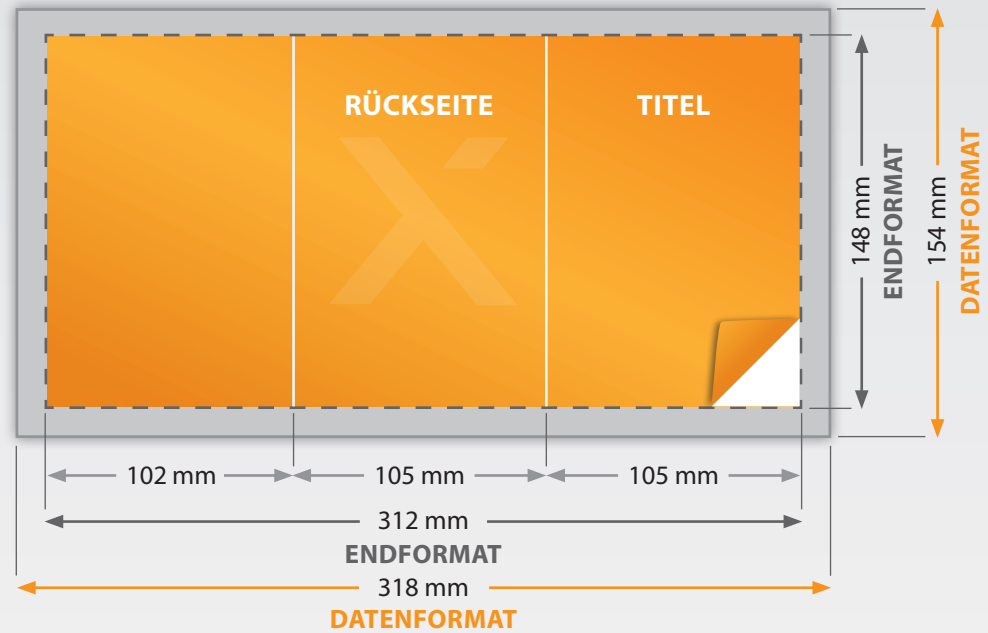 RÜCKSEITE
TITEL
148 mm
ENDFORMAT
154 mm
DATENFORMAT
102 mm
105 mm
105 mm
312 mm
ENDFORMAT
318 mm
DATENFORMAT